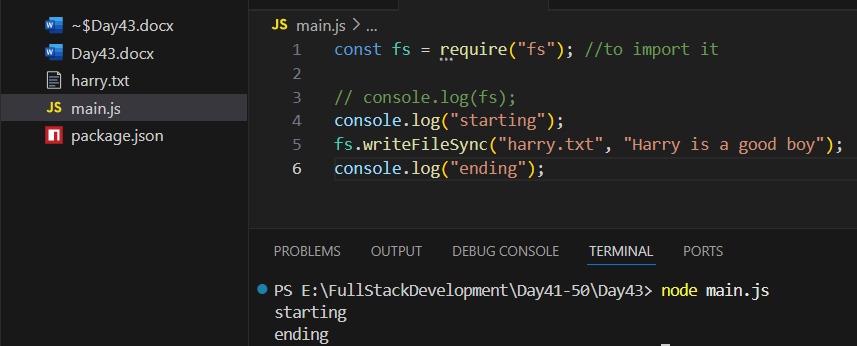 ~$Day43.docx
Day43.docx
harry.txt
JS main.js
package.json
JS main.js > ...
1 const fs = require("fs"); //to import it
2
3 // console.log(fs);
4 console.log("starting");
5 fs.writeFileSync("harry.txt", "Harry is a good boy");
6 console.log("ending");
PROBLEMS OUTPUT DEBUG CONSOLE TERMINAL PORTS
PS E:\FullStackDevelopment\Day41-50\Day43> node main.js
starting
ending